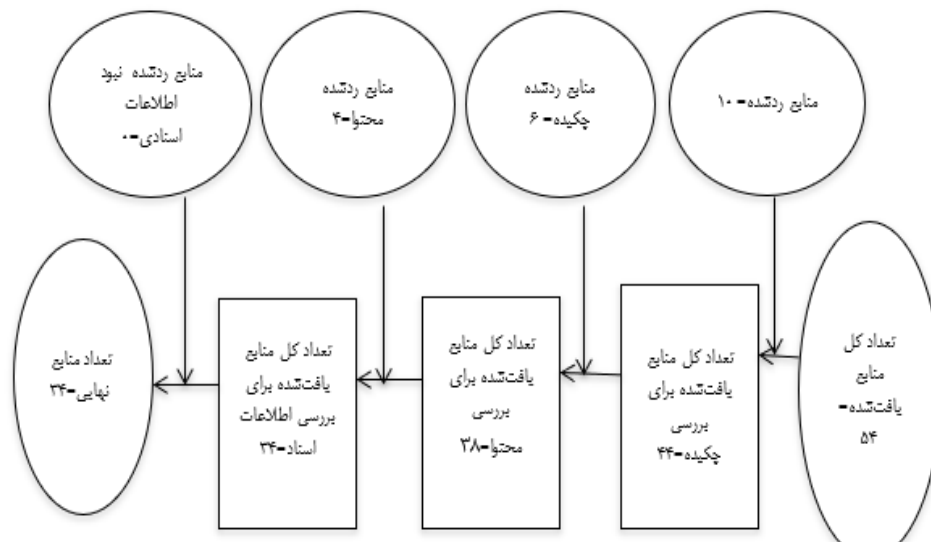 منابع ردشده= ۱۰
منابع ردشده
چکیده= ۶
منابع ردشده
محتوا=۴
منابع ردشده نبود
اطلاعات
اسنادی=۰
تعداد کل
منابع
یافت‌شده=
۵۴
تعداد کل منابع
یافت‌شده برای
بررسی
چکیده=۴۴
تعداد کل منابع
یافت‌شده برای
بررسی
محتوا=۳۸
تعداد کل منابع
یافت‌شده برای
بررسی اطلاعات
اسناد=۳۴
تعداد منابع
نهایی=۳۴